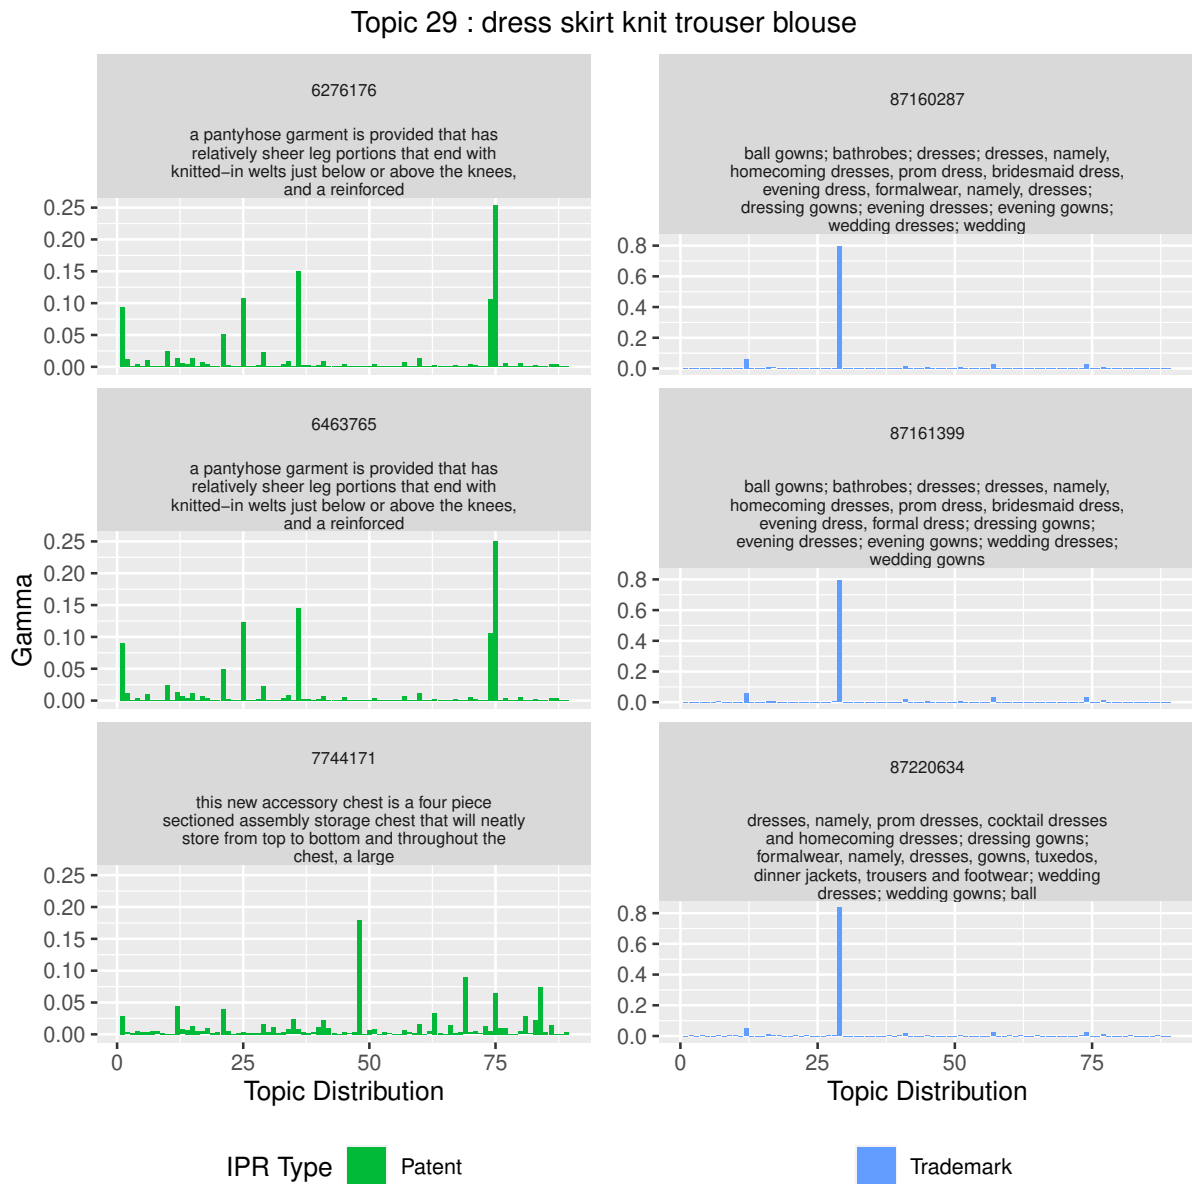 Topic 29 : dress skirt knit trouser blouse
6276176
a pantyhose garment is provided that has
relatively sheer leg portions that end with
knitted−in welts just below or above the knees,
and a reinforced
0.25
0.20
0.15
0.10
0.05
0.00
87160287
ball gowns; bathrobes; dresses; dresses, namely,
homecoming dresses, prom dress, bridesmaid dress,
evening dress, formalwear, namely, dresses;
dressing gowns; evening dresses; evening gowns;
wedding dresses; wedding
0.8
0.6
0.4
0.2
0.0
6463765
a pantyhose garment is provided that has
relatively sheer leg portions that end with
knitted−in welts just below or above the knees,
and a reinforced
0.25
0.20
0.15
0.10
0.05
0.00
87161399
ball gowns; bathrobes; dresses; dresses, namely,
homecoming dresses, prom dress, bridesmaid dress,
evening dress, formal dress; dressing gowns;
evening dresses; evening gowns; wedding dresses;
wedding gowns
0.8
0.6
0.4
0.2
0.0
Gamma
7744171
this new accessory chest is a four piece
sectioned assembly storage chest that will neatly
store from top to bottom and throughout the
chest, a large
0.25
0.20
0.15
0.10
0.05
0.00
0 25 50 75
Topic Distribution
87220634
dresses, namely, prom dresses, cocktail dresses
and homecoming dresses; dressing gowns;
formalwear, namely, dresses, gowns, tuxedos,
dinner jackets, trousers and footwear; wedding
dresses; wedding gowns; ball
0.8
0.6
0.4
0.2
0.0
0 25 50 75
Topic Distribution
IPR Type Patent Trademark